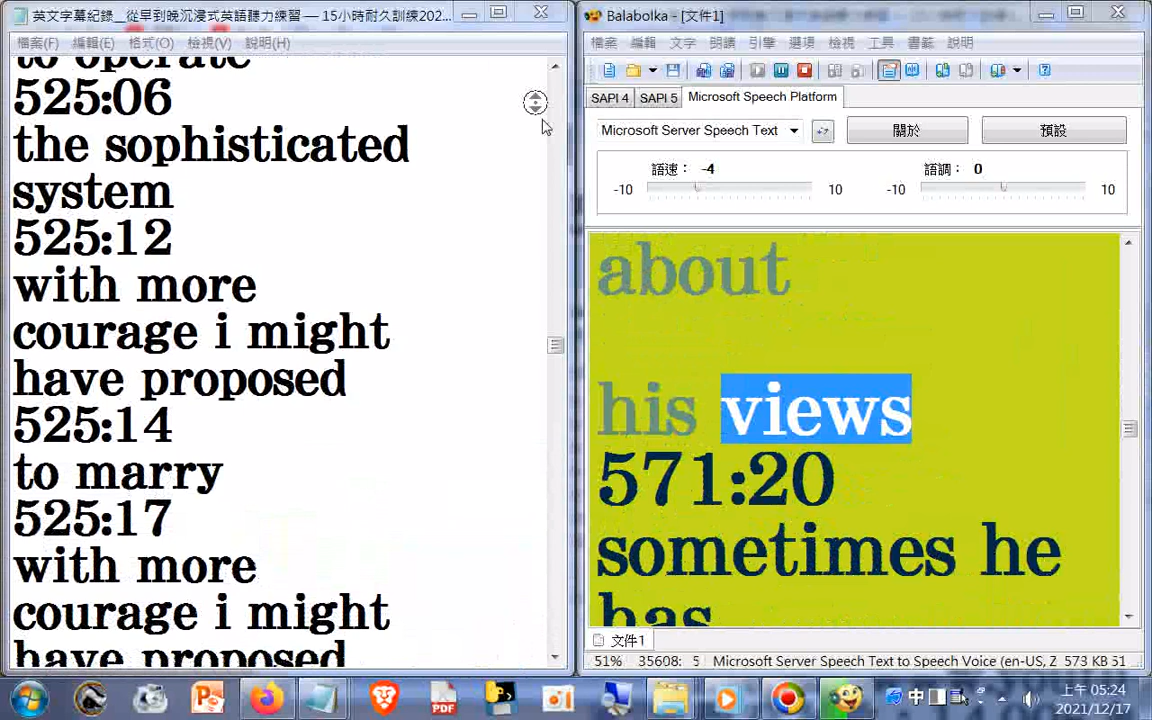 英文字幕紀錄__從早到晚沉浸式英語聽力練習 — 15小時耐久訓練202...
檔案(F) 編輯(E) 格式(O) 檢視(V) 說明(H)
to operate
525:06
the sophisticated
system
525:12
with more
courage i might
have proposed
525:14
to marry
525:17
with more
courage i might
have proposed
Balabolka - [文件1]
檔案 編輯 文字 朗讀 引擎 選項 檢視 工具 書籤 說明
SAPI 4 SAPI 5 Microsoft Speech Platform
Microsoft Server Speech Text 關於 預設
語速： -4 語調： 0
-10 10 -10 10
about
his views
571:20
sometimes he
has
文件1
51% 35608: 5 Microsoft Server Speech Text to Speech Voice (en-US, Z 573 KB 51
PDF
中
上午 05:24
2021/12/17